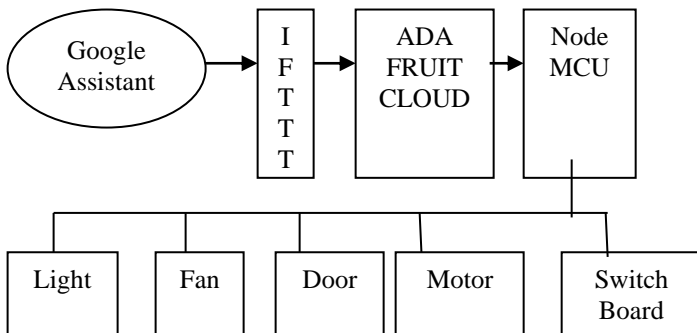 Google
Assistant
I
F
T
T
T
ADA
FRUIT
CLOUD
Node
MCU
Light
Fan
Door
Motor
Switch
Board